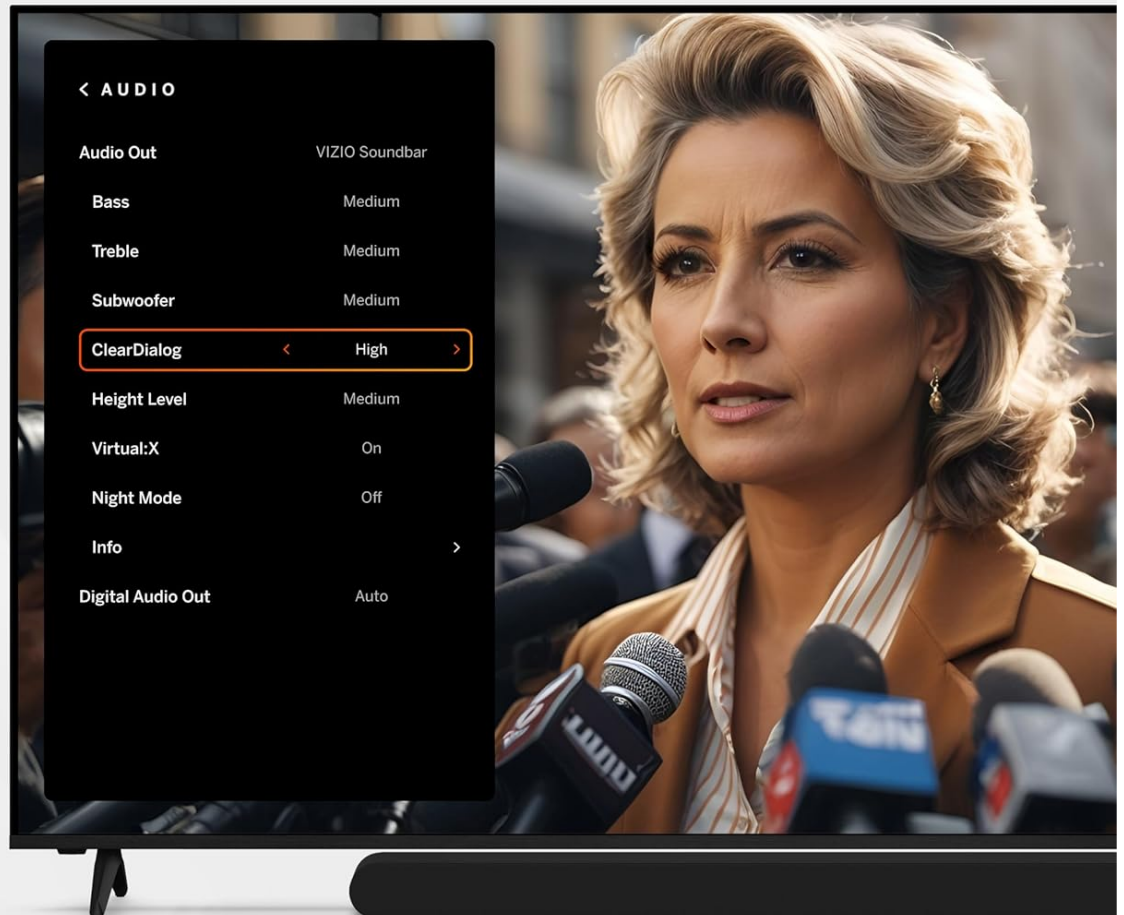 < AUDIO
Audio Out VIZIO Soundbar
Bass Medium
Treble Medium
Subwoofer Medium
ClearDialog < High >
Height Level Medium
Virtual:X On
Night Mode Off
Info >
Digital Audio Out Auto